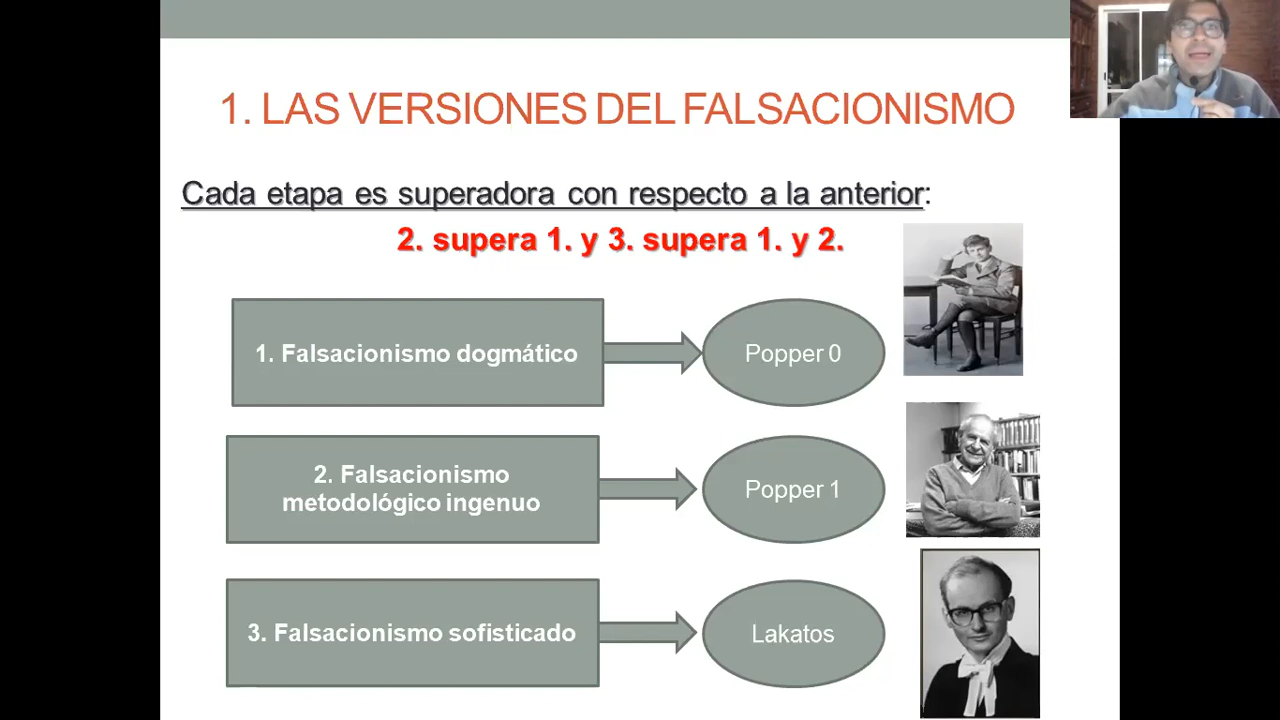 1. LAS VERSIONES DEL FALSACIONISMO
Cada etapa es superadora con respecto a la anterior:
2. supera 1. y 3. supera 1. y 2.
1. Falsacionismo dogmático
Popper 0
2. Falsacionismo
metodológico ingenuo
Popper 1
3. Falsacionismo sofisticado
Lakatos